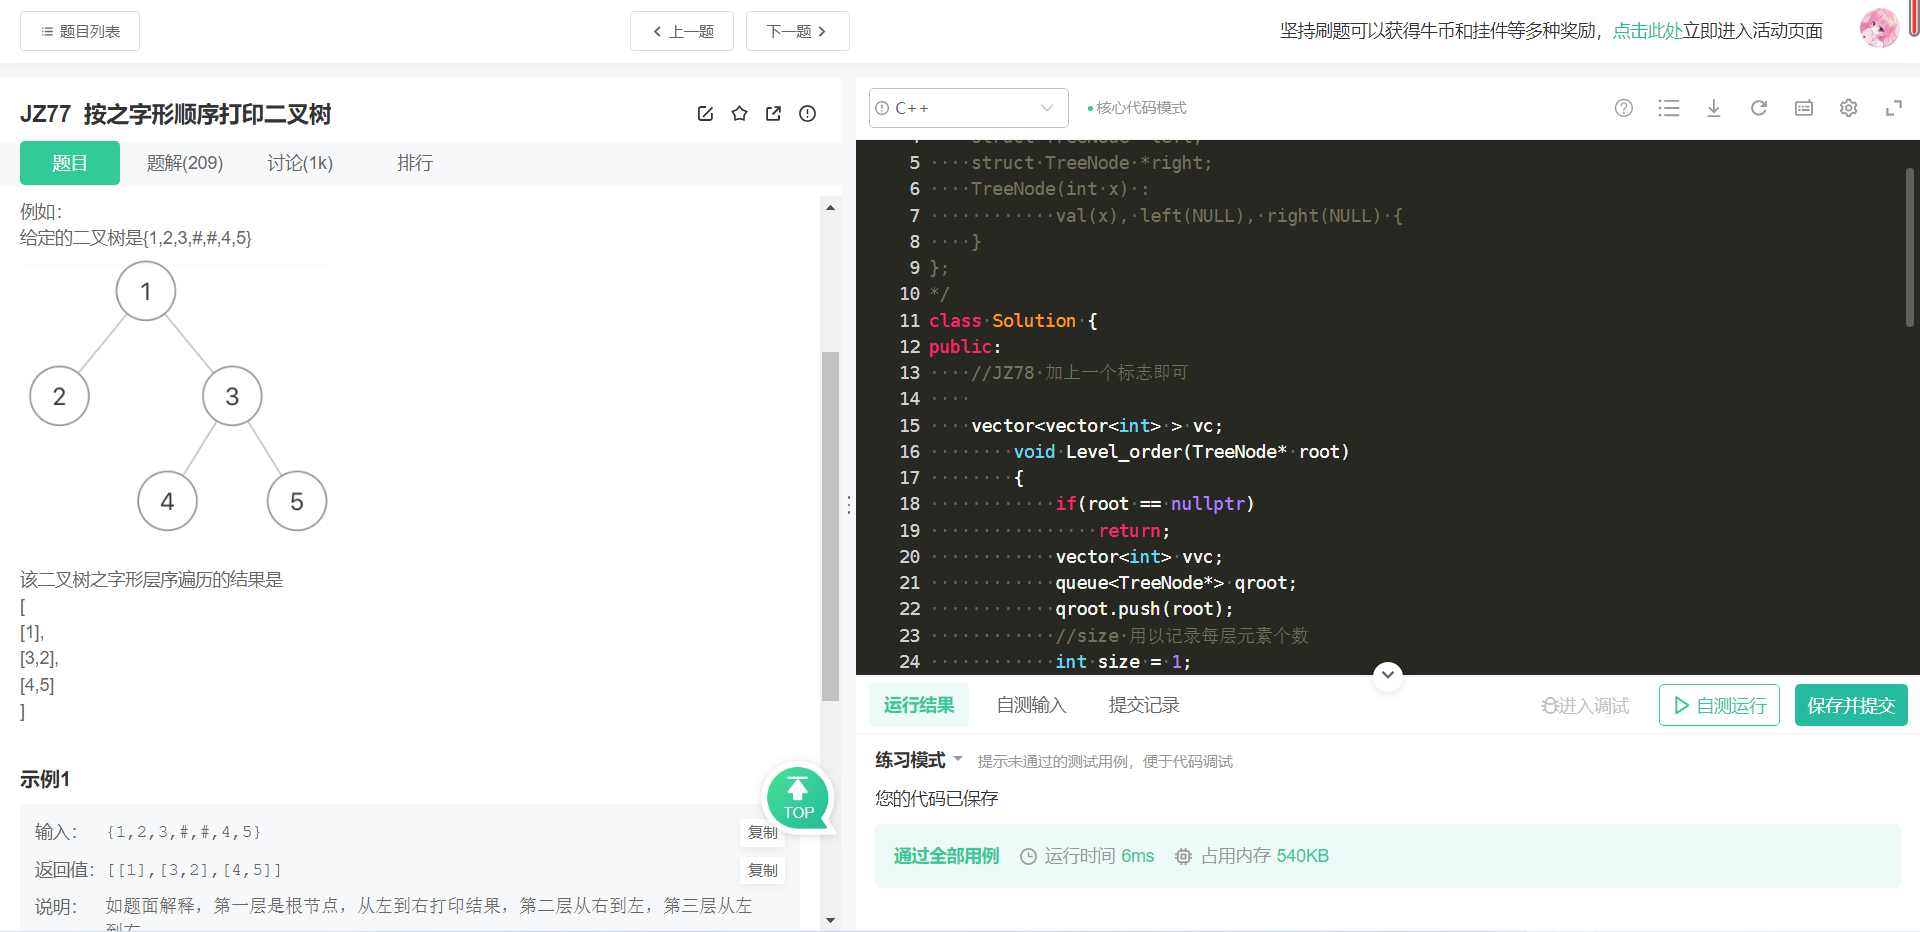 题目列表
上一题
下一题
坚持刷题可以获得牛币和挂件等多种奖励，点击此处立即进入活动页面
JZ77 按之字形顺序打印二叉树
题目 题解(209) 讨论(1k) 排行
例如：
给定的二叉树是{1,2,3,#,#,4,5}
1
2 3
4 5
该二叉树之字形层序遍历的结果是
[
[1],
[3,2],
[4,5]
]
示例1
输入： {1,2,3,#,#,4,5} 复制
返回值： [[1],[3,2],[4,5]] 复制
说明： 如题面解释，第一层是根节点，从左到右打印结果，第二层从右到左，第三层从左
TOP
C++ 核心代码模式
5 ····struct·TreeNode·*right;
6 ····TreeNode(int·x)·:
7 ············val(x),·left(NULL),·right(NULL)·{
8 ····}
9 };
10 */
11 class·Solution·{
12 public:
13 ····//JZ78·加上一个标志即可
14 ····
15 ····vector<vector<int>·>·vc;
16 ········void·Level_order(TreeNode*·root)
17 ········{
18 ············if(root·==·nullptr)
19 ················return;
20 ············vector<int>·vvc;
21 ············queue<TreeNode*>·qroot;
22 ············qroot.push(root);
23 ············//size·用以记录每层元素个数
24 ············int·size·=·1;
运行结果 自测输入 提交记录 进入调试 自测运行 保存并提交
练习模式 提示未通过的测试用例，便于代码调试
您的代码已保存
通过全部用例 运行时间 6ms 占用内存 540KB